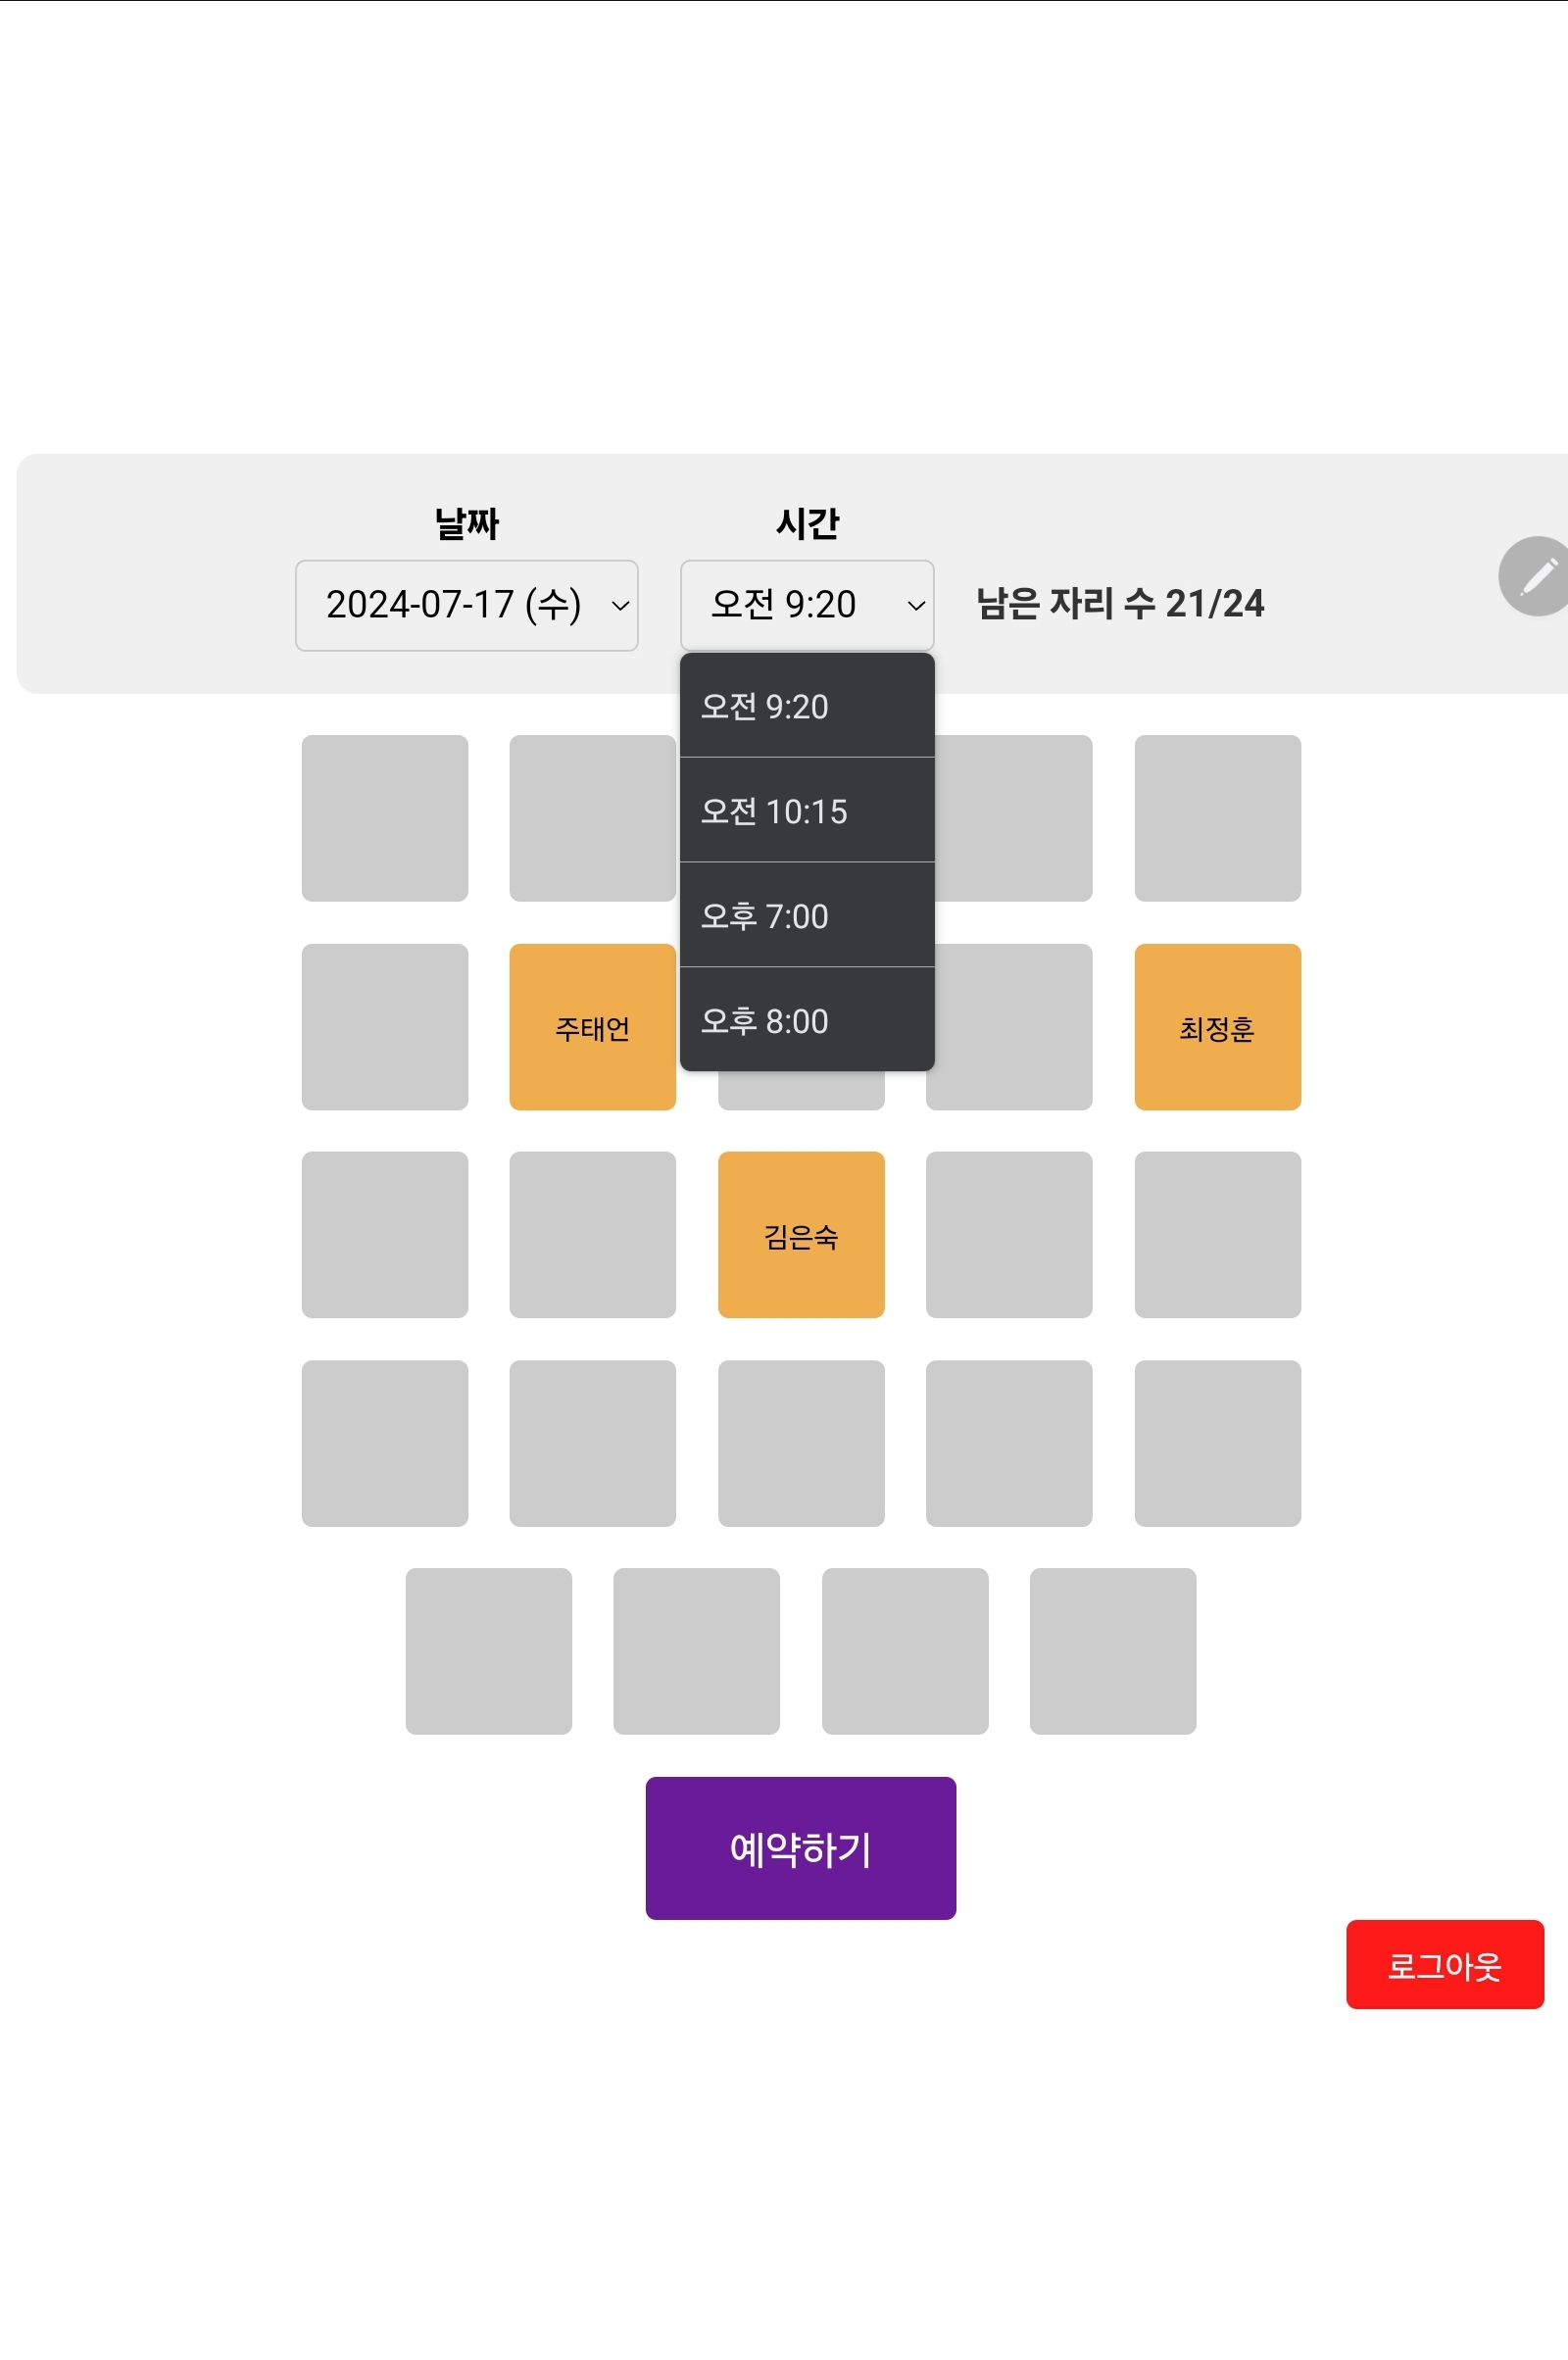 날짜
시간
2024-07-17 (수)
오전 9:20
남은 자리 수 21/24
오전 9:20
오전 10:15
오후 7:00
오후 8:00
주태언
최정훈
김은숙
예약하기
로그아웃